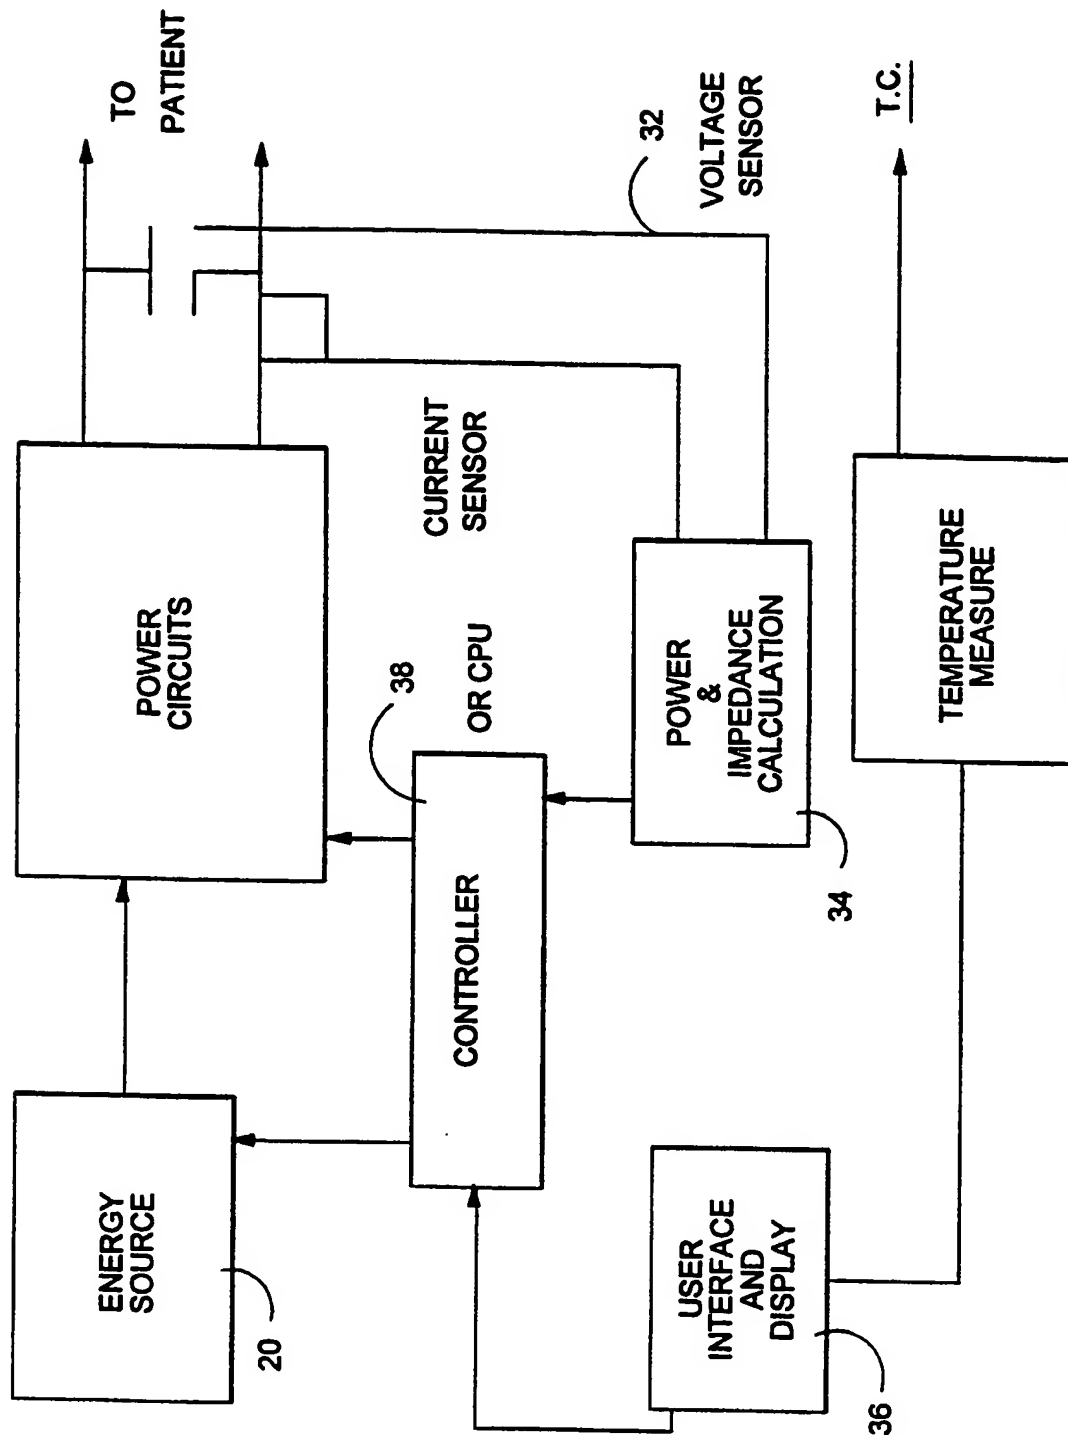 ENERGY
SOURCE
20
POWER
CIRCUITS
TO
PATIENT
CONTROLLER
38
OR CPU
CURRENT
SENSOR
32
VOLTAGE
SENSOR
USER
INTERFACE
AND
DISPLAY
36
POWER
&
IMPEDANCE
CALCULATION
34
TEMPERATURE
MEASURE
T.C.